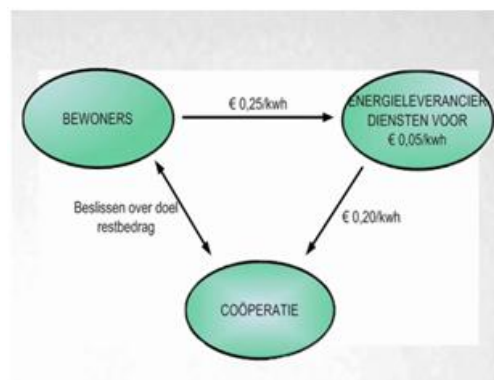 BEWONERS
€ 0,25/kwh
ENERGIELEVERANCIER
DIENSTEN VOOR
€ 0,05/kwh
Beslissen over doel
restbedrag
€ 0,20/kwh
COÖPERATIE